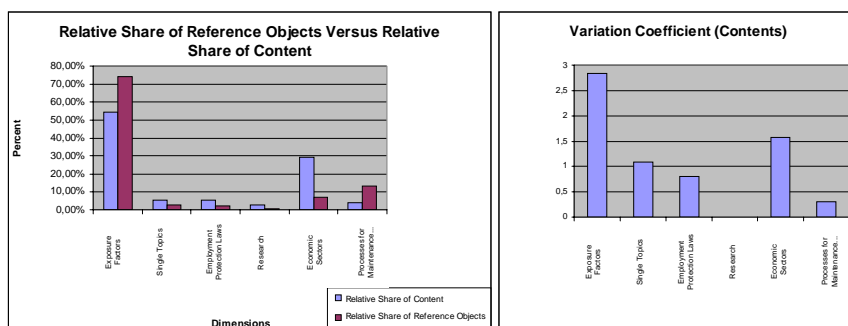 Relative Share of Reference Objects Versus Relative
Share of Content
80,00%
70,00%
60,00%
50,00%
40,00%
30,00%
20,00%
10,00%
0,00%
Percent
Exposure
Factors
Single Topics
Employment
Protection Laws
Research
Economic
Sectors
Processes for
Maintenance...
Dimensions
Relative Share of Content
Relative Share of Reference Objects
Variation Coefficient (Contents)
3
2,5
2
1,5
1
0,5
0
Exposure
Factors
Single Topics
Employment
Protection Laws
Research
Economic
Sectors
Processes for
Maintenance...